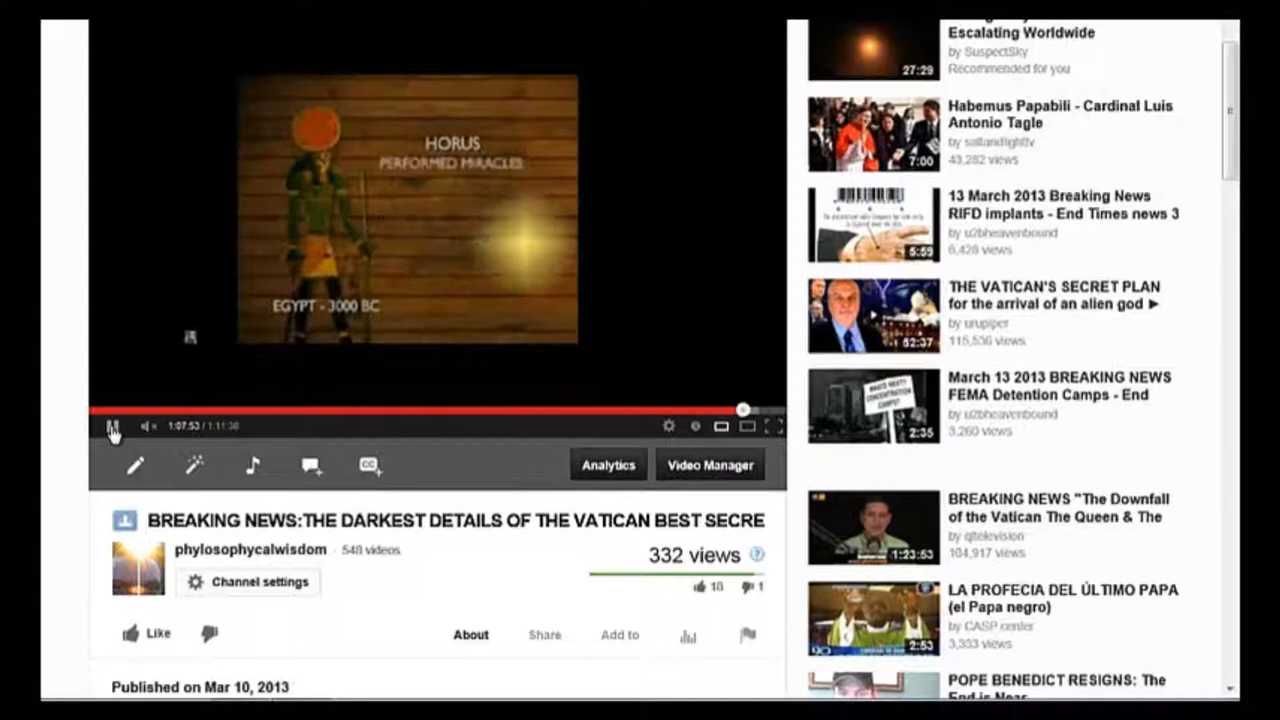 HORUS
PERFORMED MIRACLES
EGYPT - 3000 BC
1:07:53 / 1:11:36
CC
Analytics
Video Manager
BREAKING NEWS:THE DARKEST DETAILS OF THE VATICAN BEST SECRE
phylosophycalwisdom · 548 videos
332 views
Channel settings
18
1
Like
About
Share
Add to
Published on Mar 10, 2013
Escalating Worldwide
by SuspectSky
Recommended for you
27:29
Habemus Papabili - Cardinal Luis
Antonio Tagle
by saltandlighttv
43,282 views
7:00
13 March 2013 Breaking News
RIFD implants - End Times news 3
by u2bheavenbound
6,428 views
5:59
THE VATICAN'S SECRET PLAN
for the arrival of an alien god ►
by urupiper
115,536 views
52:37
March 13 2013 BREAKING NEWS
FEMA Detention Camps - End
by u2bheavenbound
3,260 views
2:35
BREAKING NEWS "The Downfall
of the Vatican The Queen & The
by qtelevision
104,917 views
1:23:53
LA PROFECIA DEL ÚLTIMO PAPA
(el Papa negro)
by CASP center
3,333 views
2:53
POPE BENEDICT RESIGNS: The
End is Near